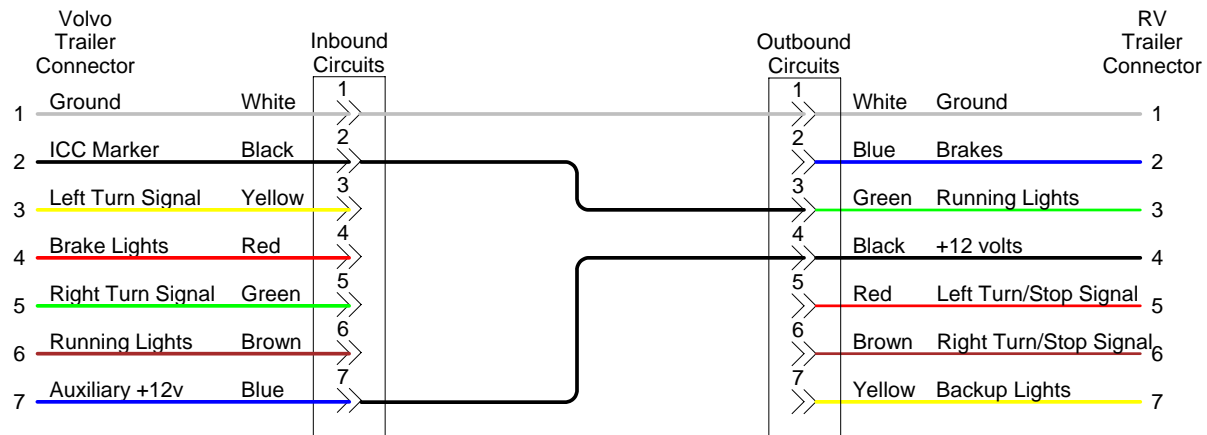 Volvo
Trailer
Connector
Inbound
Circuits
Outbound
Circuits
RV
Trailer
Connector
1 Ground White 1 1 White Ground 1
2 ICC Marker Black 2 2 Blue Brakes 2
3 Left Turn Signal Yellow 3 3 Green Running Lights 3
4 Brake Lights Red 4 4 Black +12 volts 4
5 Right Turn Signal Green 5 5 Red Left Turn/Stop Signal 5
6 Running Lights Brown 6 6 Brown Right Turn/Stop Signal 6
7 Auxiliary +12v Blue 7 7 Yellow Backup Lights 7